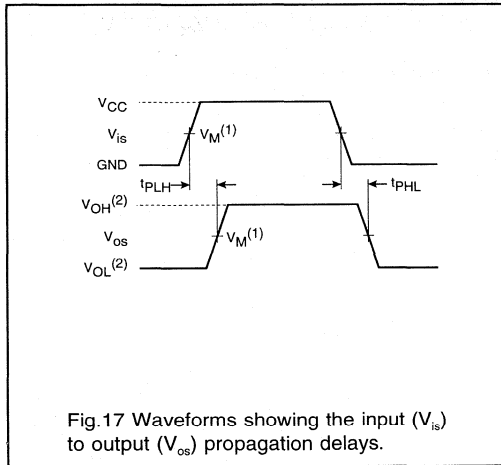 VCC
Vis
VM(1)
GND
tPLH
tPHL
VOH(2)
Vos
VM(1)
VOL(2)
Fig.17 Waveforms showing the input (Vis)
to output (Vos) propagation delays.